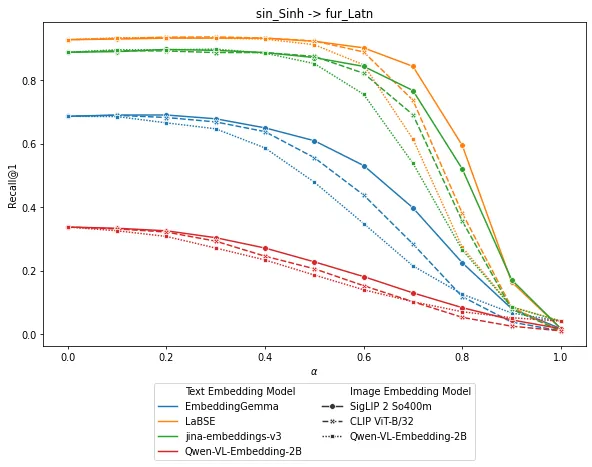 sin_Sinh -> fur_Latn
Recall@1
0.8
0.6
0.4
0.2
0.0
0.0 0.2 0.4 0.6 0.8 1.0
α
Text Embedding Model Image Embedding Model
EmbeddingGemma SigLIP 2 So400m
LaBSE CLIP ViT-B/32
jina-embeddings-v3 Qwen-VL-Embedding-2B
Qwen-VL-Embedding-2B